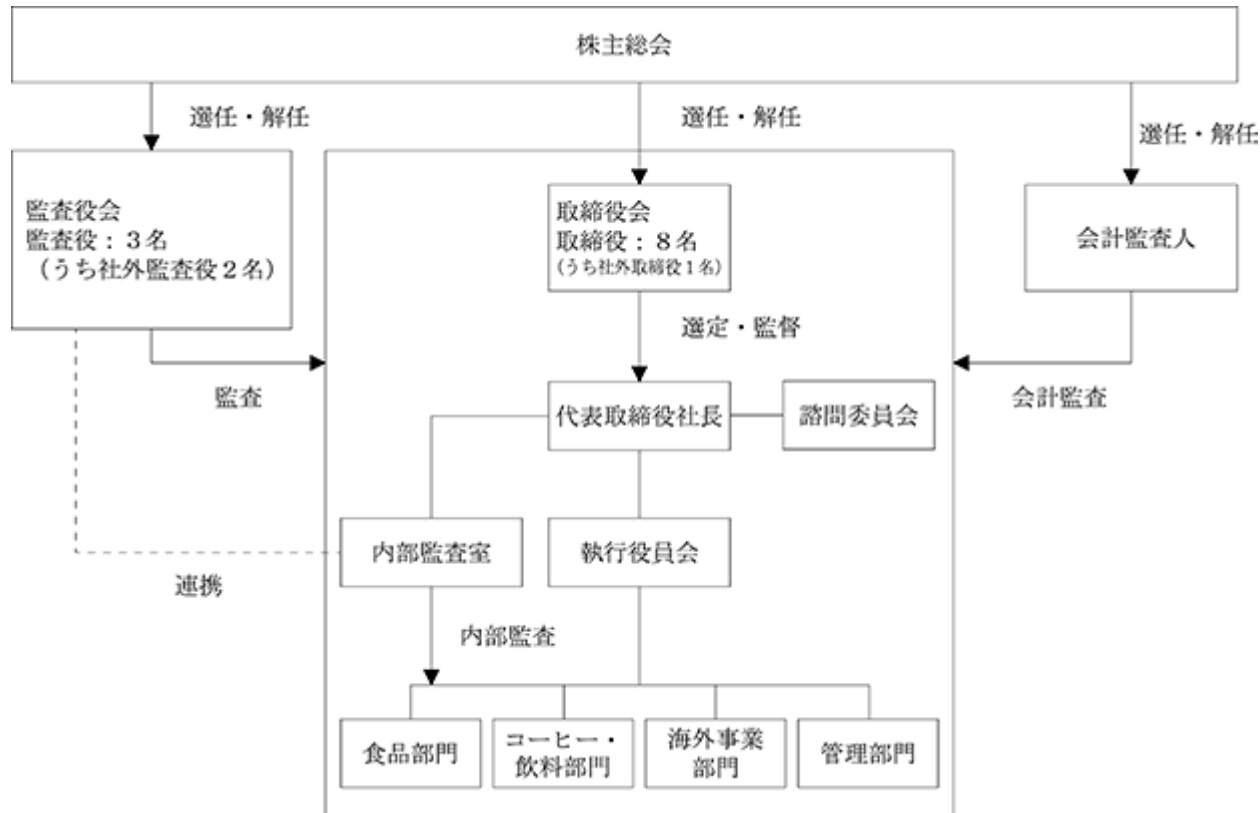 株主総会
選任・解任
選任・解任
選任・解任
監査役会
監査役：３名
（うち社外監査役２名）
取締役会
取締役：８名
（うち社外取締役１名）
会計監査人
選定・監督
監査
会計監査
代表取締役社長
諮問委員会
内部監査室
執行役員会
連携
内部監査
食品部門
コーヒー・
飲料部門
海外事業
部門
管理部門